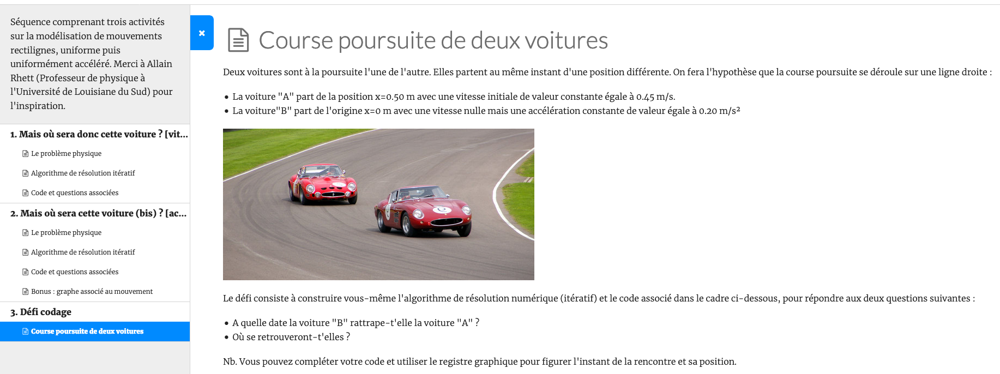 Séquence comprenant trois activités
sur la modélisation de mouvements
rectilignes, uniforme puis
uniformément accéléré. Merci à Allain
Rhett (Professeur de physique à
l'Université de Louisiane du Sud) pour
l'inspiration.
1. Mais où sera donc cette voiture ? [vit...
Le problème physique
Algorithme de résolution itératif
Code et questions associées
2. Mais où sera cette voiture (bis) ? [ac...
Le problème physique
Algorithme de résolution itératif
Code et questions associées
Bonus : graphe associé au mouvement
3. Défi codage
Course poursuite de deux voitures
Course poursuite de deux voitures
Deux voitures sont à la poursuite l'une de l'autre. Elles partent au même instant d'une position différente. On fera l'hypothèse que la course poursuite se déroule sur une ligne droite :
• La voiture "A" part de la position x=0.50 m avec une vitesse initiale de valeur constante égale à 0.45 m/s.
• La voiture"B" part de l'origine x=0 m avec une vitesse nulle mais une accélération constante de valeur égale à 0.20 m/s²
Le défi consiste à construire vous-même l'algorithme de résolution numérique (itératif) et le code associé dans le cadre ci-dessous, pour répondre aux deux questions suivantes :
• A quelle date la voiture "B" rattrape-t'elle la voiture "A" ?
• Où se retrouveront-t'elles ?
Nb. Vous pouvez compléter votre code et utiliser le registre graphique pour figurer l'instant de la rencontre et sa position.